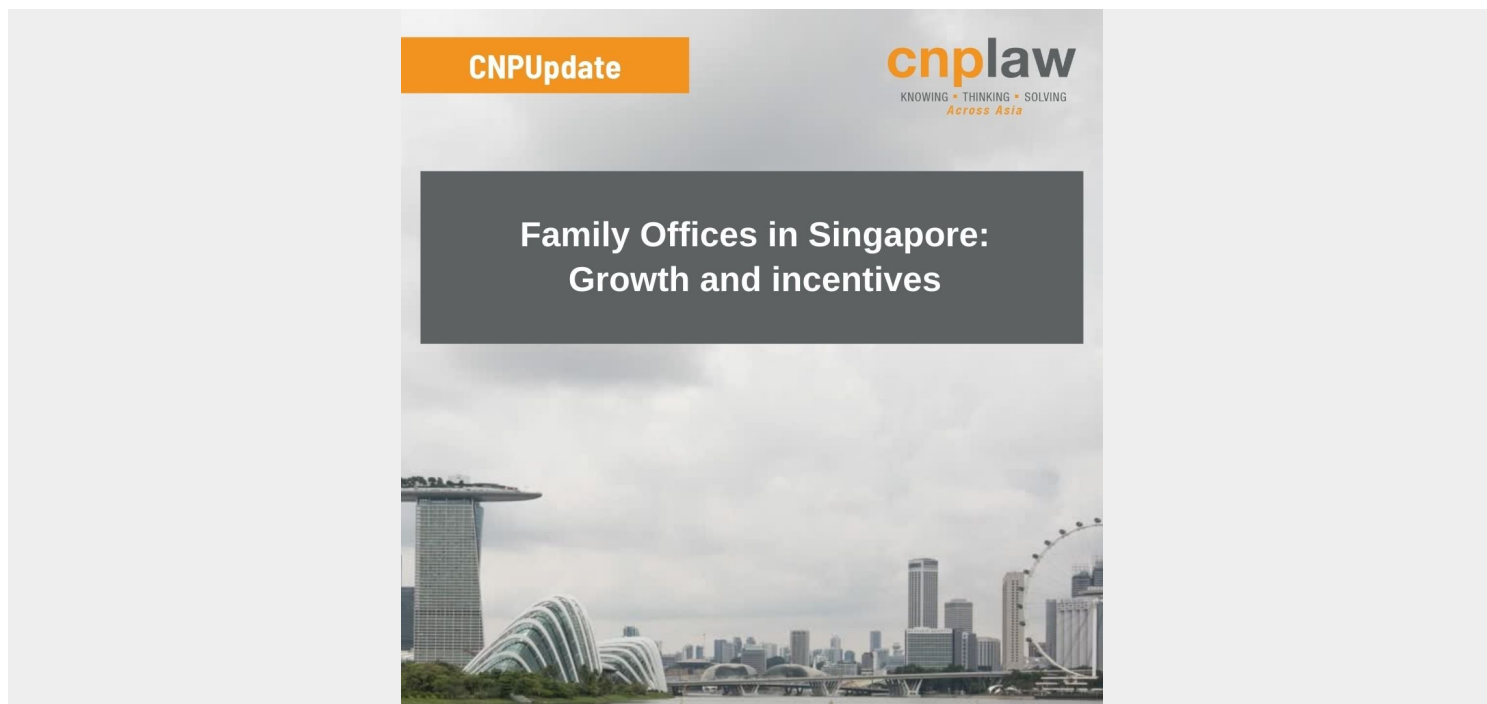 CNPUpdate
cnplaw
KNOWING • THINKING • SOLVING
Across Asia
Family Offices in Singapore:
Growth and incentives